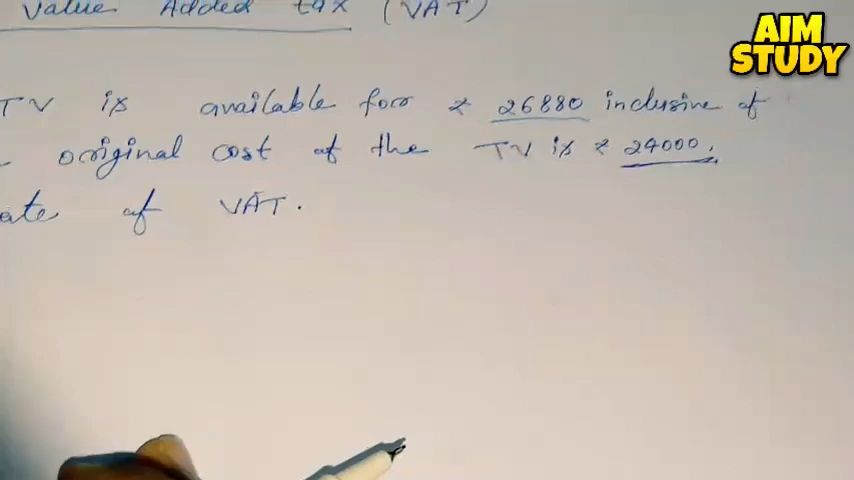 Value Added tax (VAT)
AIM
STUDY
TV is available for ₹ 26880 inclusive of
original cost of the TV is ₹ 24000.
ate of VAT.